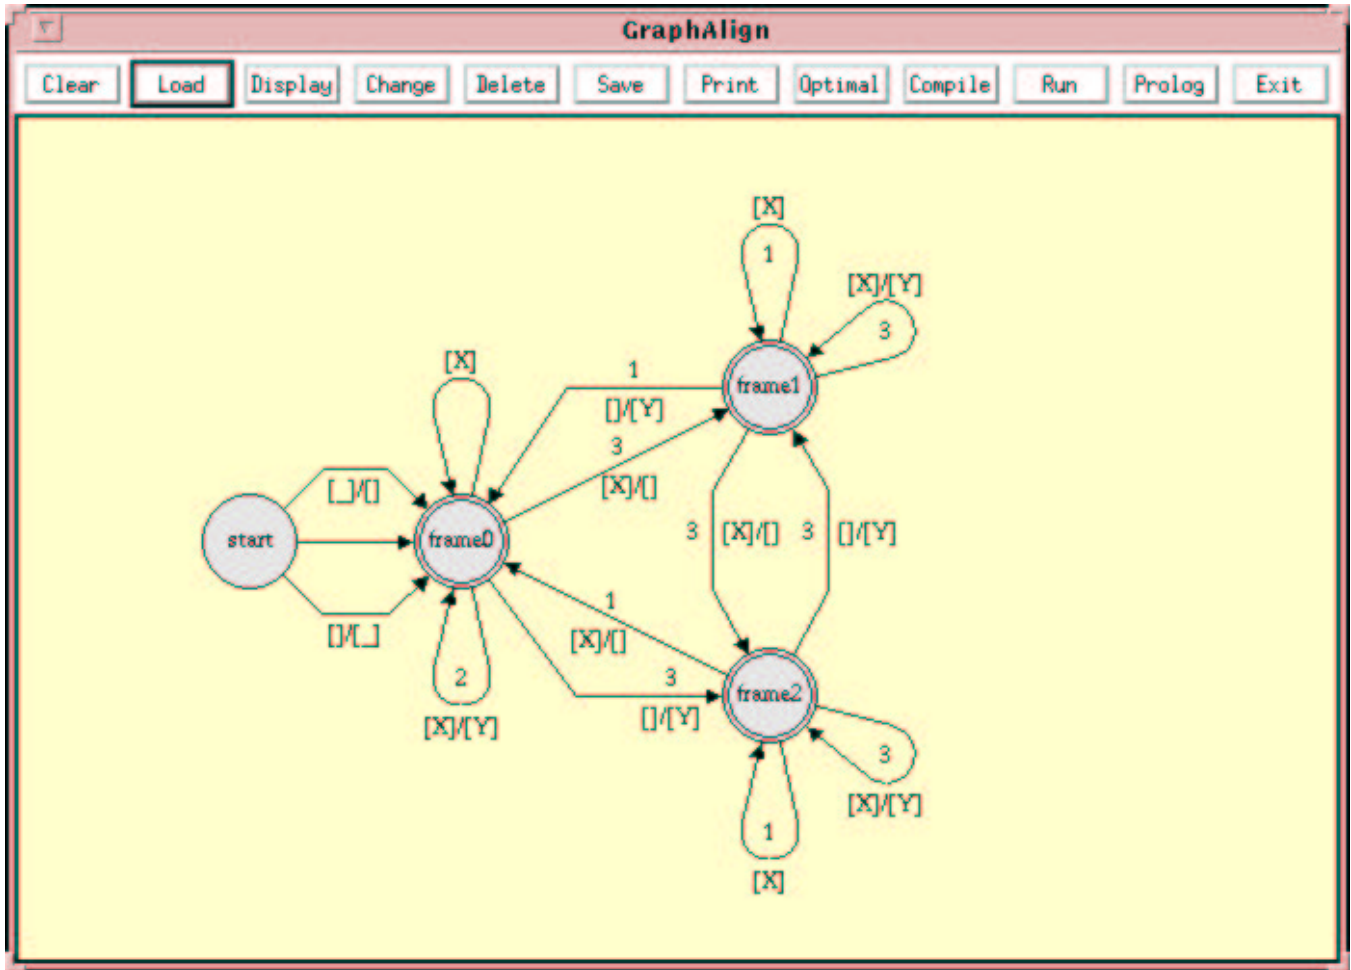 GraphAlign
Clear Load Display Change Delete Save Print Optimal Compile Run Prolog Exit
[X]
1
[X]/[Y]
3
[X]
1
frame1
[]/[Y]
3
[X]/[]
[_]/[]
start
frame0
3 [X]/[] 3 []/[Y]
1
[]/[_]
[X]/[]
2
3
frame2
[]/[Y]
[X]/[Y]
3
[X]/[Y]
1
[X]